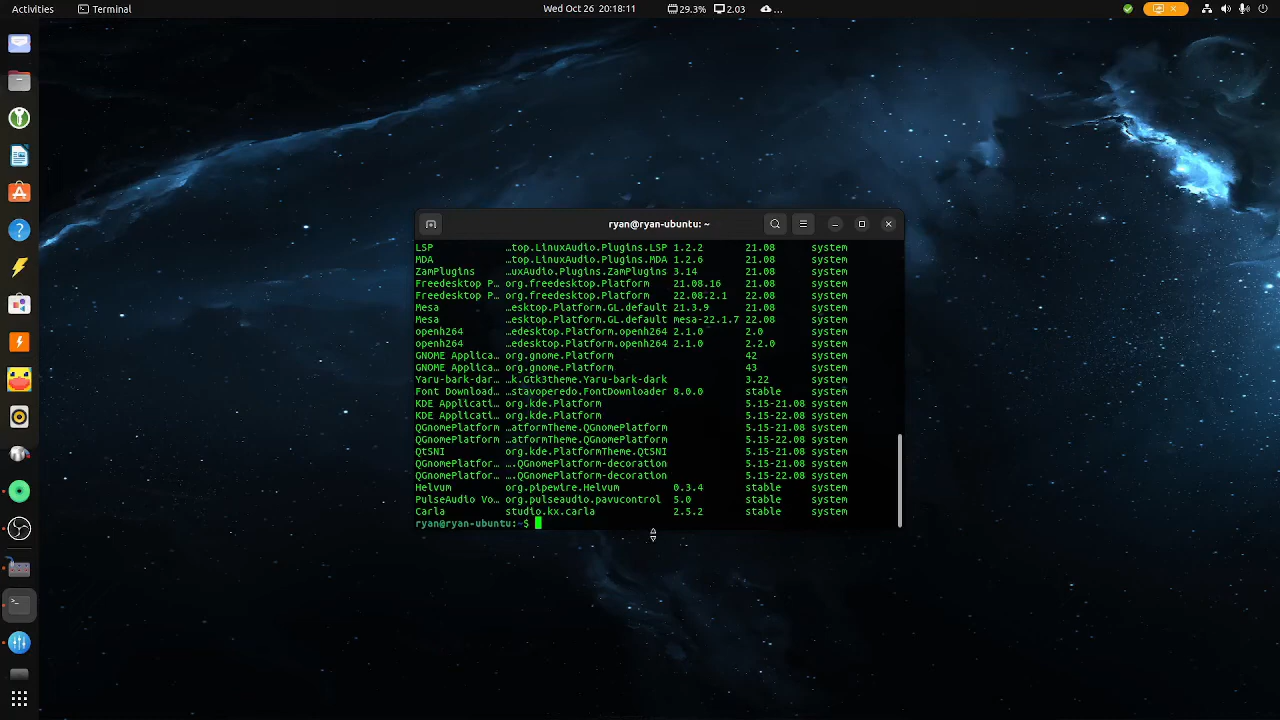 Activities Terminal Wed Oct 26 20:18:11 29.3% 2.03 ...
ryan@ryan-ubuntu: ~
LSP …top.LinuxAudio.Plugins.LSP 1.2.2 21.08 system
MDA …top.LinuxAudio.Plugins.MDA 1.2.6 21.08 system
ZamPlugins …uxAudio.Plugins.ZamPlugins 3.14 21.08 system
Freedesktop P… org.freedesktop.Platform 21.08.16 21.08 system
Freedesktop P… org.freedesktop.Platform 22.08.2.1 22.08 system
Mesa …esktop.Platform.GL.default 21.3.9 21.08 system
Mesa …esktop.Platform.GL.default mesa-22.1.7 22.08 system
openh264 …edesktop.Platform.openh264 2.1.0 2.0 system
openh264 …edesktop.Platform.openh264 2.1.0 2.2.0 system
GNOME Applica… org.gnome.Platform 42 system
GNOME Applica… org.gnome.Platform 43 system
Yaru-bark-dar… …k.Gtk3theme.Yaru-bark-dark 3.22 system
Font Download… …stavoperedo.FontDownloader 8.0.0 stable system
KDE Applicati… org.kde.Platform 5.15-21.08 system
KDE Applicati… org.kde.Platform 5.15-22.08 system
QGnomePlatform …atformTheme.QGnomePlatform 5.15-21.08 system
QGnomePlatform …atformTheme.QGnomePlatform 5.15-22.08 system
QtSNI …e.PlatformTheme.QtSNI 5.15-21.08 system
QGnomePlatfor… ….QGnomePlatform-decoration 5.15-21.08 system
QGnomePlatfor… ….QGnomePlatform-decoration 5.15-22.08 system
Helvum org.pipewire.Helvum 0.3.4 stable system
PulseAudio Vo… org.pulseaudio.pavucontrol 5.0 stable system
Carla studio.kx.carla 2.5.2 stable system
ryan@ryan-ubuntu:~$